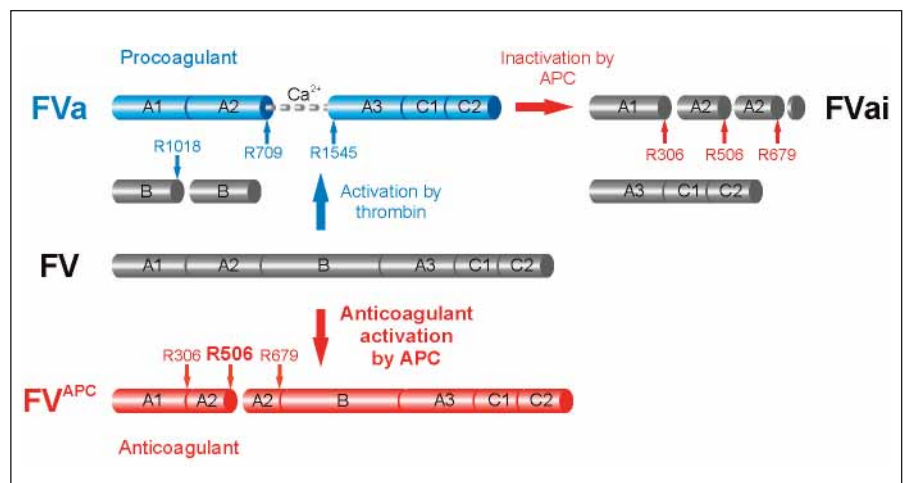 Procoagulant
Inactivation by
APC
FVa
A1 A2 Ca2+ A3 C1 C2
A1 A2 A2
FVai
R1018 R709 R1545
R306 R506 R679
B B
Activation by
thrombin
A3 C1 C2
FV
A1 A2 B A3 C1 C2
Anticoagulant
activation
by APC
R306 R506 R679
FVAPC
A1 A2 A2 B A3 C1 C2
Anticoagulant